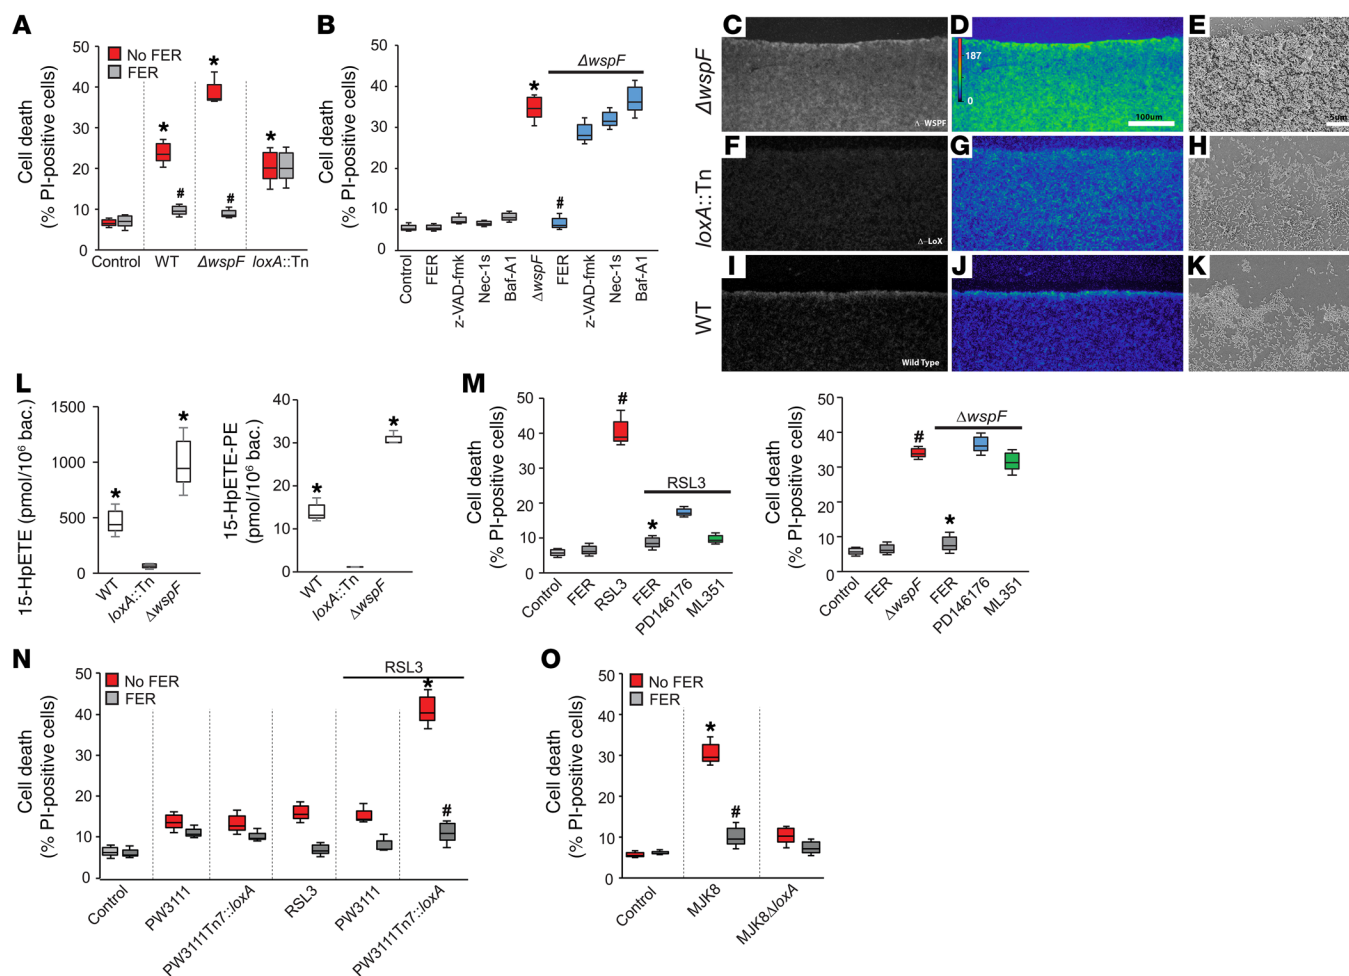 A
Cell death
(% PI-positive cells)
50
40
30
20
10
0
No FER
FER
*
#
*
#
*
Control
WT
ΔwspF
loxA::Tn
B
Cell death
(% PI-positive cells)
50
40
30
20
10
0
ΔwspF
*
#
Control
FER
z-VAD-fmk
Nec-1s
Baf-A1
ΔwspF
FER
z-VAD-fmk
Nec-1s
Baf-A1
ΔwspF
C
Δ WSPF
D
187
0
100um
E
5um
loxA::Tn
F
Δ-LoX
G
H
WT
I
Wild Type
J
K
L
15-HpETE (pmol/10⁶ bac.)
1500
1000
500
0
*
*
WT
loxA::Tn
ΔwspF
15-HpETE-PE
(pmol/10⁶ bac.)
40
30
20
10
0
*
*
WT
loxA::Tn
ΔwspF
M
Cell death
(% PI-positive cells)
50
40
30
20
10
0
#
RSL3
*
Control
FER
RSL3
FER
PD146176
ML351
Cell death
(% PI-positive cells)
50
40
30
20
10
0
ΔwspF
#
*
Control
FER
ΔwspF
FER
PD146176
ML351
N
Cell death
(% PI-positive cells)
50
40
30
20
10
0
No FER
FER
RSL3
*
#
Control
PW3111
PW3111Tn7::loxA
RSL3
PW3111
PW3111Tn7::loxA
O
Cell death
(% PI-positive cells)
50
40
30
20
10
0
No FER
FER
*
#
Control
MJK8
MJK8ΔloxA